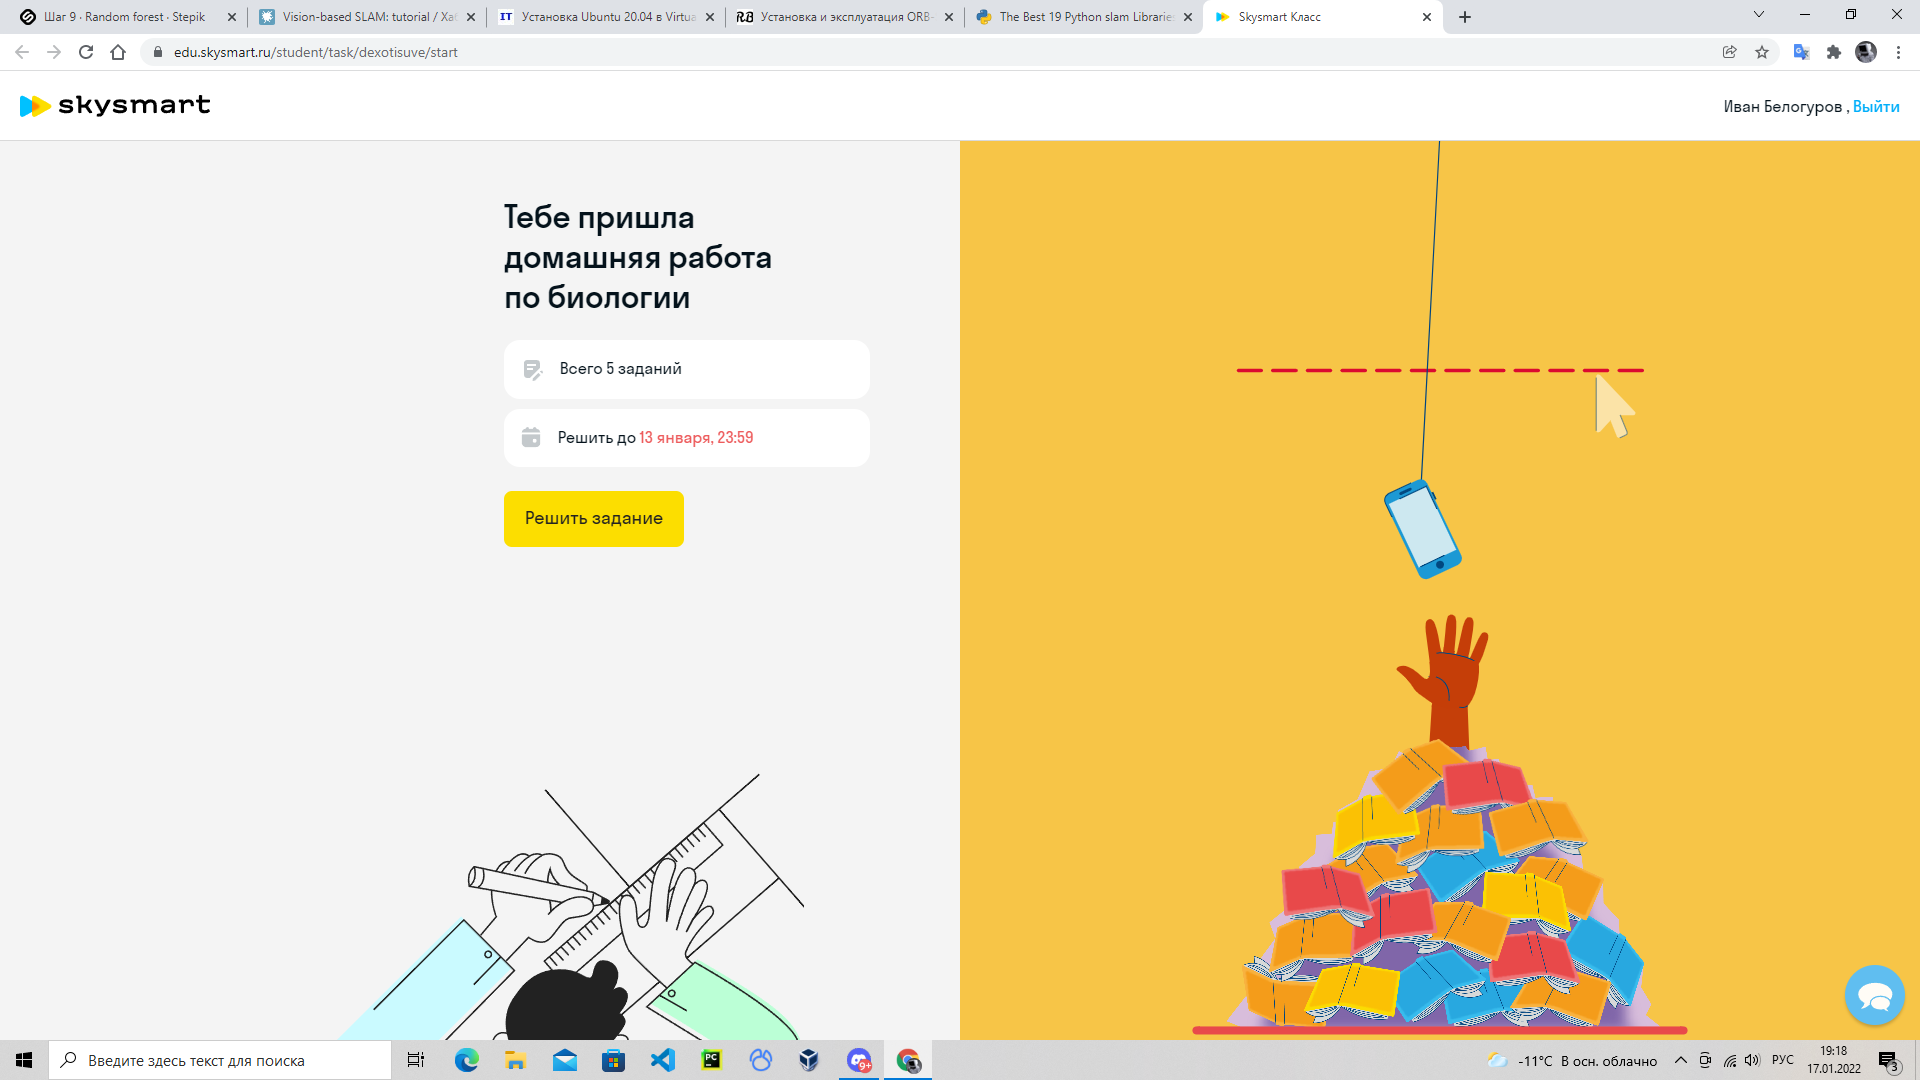 Шаг 9 · Random forest · Stepik
Vision-based SLAM: tutorial / Ха
Установка Ubuntu 20.04 в Virtua
Установка и эксплуатация ORB-
The Best 19 Python slam Librarie
Skysmart Класс
edu.skysmart.ru/student/task/dexotisuve/start
skysmart
Иван Белогуров , Выйти
Тебе пришла
домашняя работа
по биологии
Всего 5 заданий
Решить до 13 января, 23:59
Решить задание
Введите здесь текст для поиска
PC
9+
-11°C В осн. облачно
РУС
19:18
17.01.2022
3